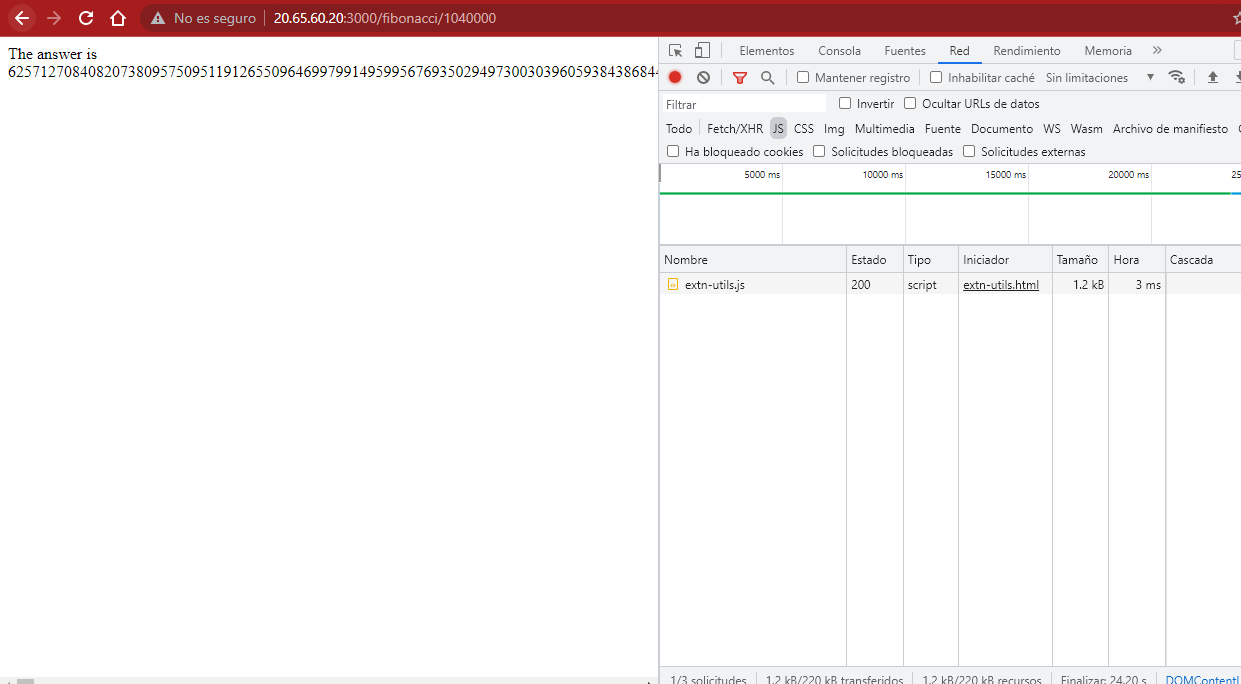 No es seguro 20.65.60.20:3000/fibonacci/1040000
The answer is
Elementos Consola Fuentes Red Rendimiento Memoria »
Mantener registro Inhabilitar caché Sin limitaciones
Filtrar Invertir Ocultar URLs de datos
Todo Fetch/XHR JS CSS Img Multimedia Fuente Documento WS Wasm Archivo de manifiesto
Ha bloqueado cookies Solicitudes bloqueadas Solicitudes externas
5000 ms 10000 ms 15000 ms 20000 ms 25
Nombre Estado Tipo Iniciador Tamaño Hora Cascada
extn-utils.js 200 script extn-utils.html 1.2 kB 3 ms
1/3 solicitudes 1.2 kB/220 kB transferidos 1.2 kB/220 kB recursos Finalizar: 24.20 s DOMContentL